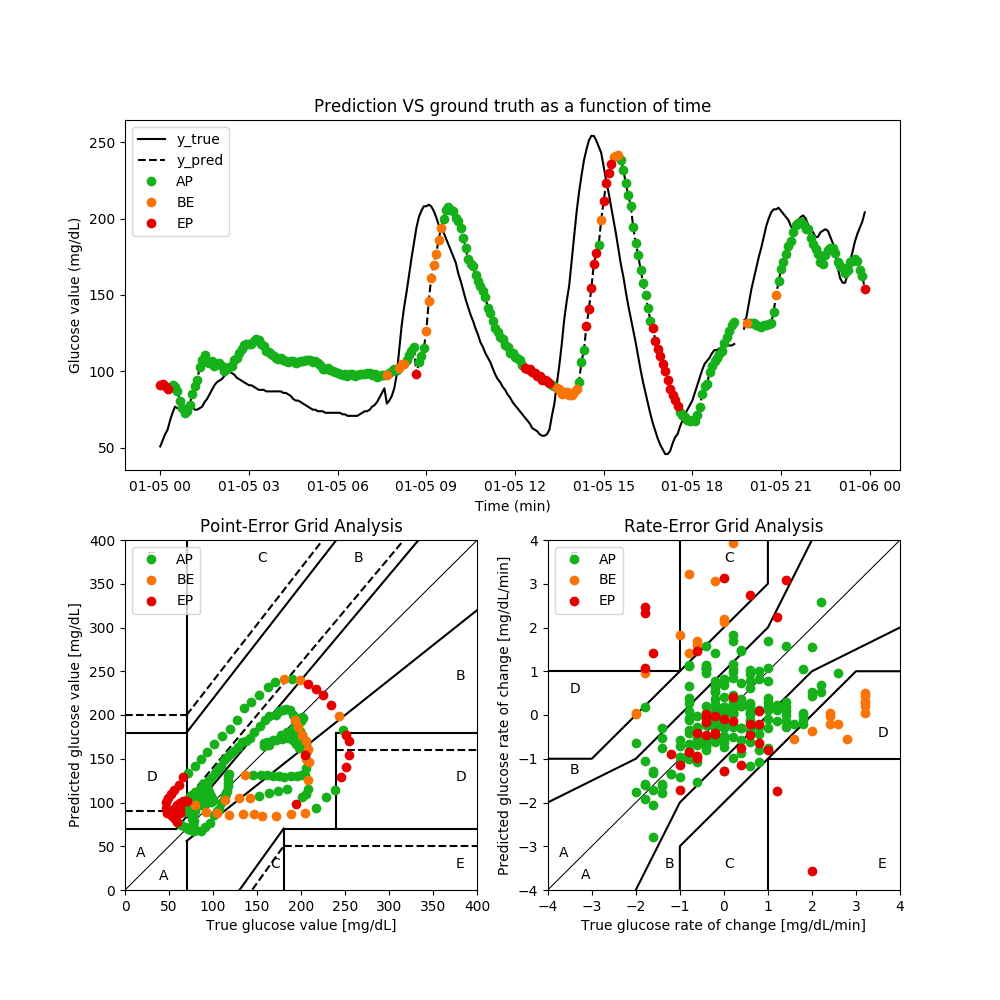 Prediction VS ground truth as a function of time
Glucose value (mg/dL)
250
200
150
100
50
y_true
y_pred
AP
BE
EP
01-05 00 01-05 03 01-05 06 01-05 09 01-05 12 01-05 15 01-05 18 01-05 21 01-06 00
Time (min)
Point-Error Grid Analysis
Predicted glucose value [mg/dL]
400
350
300
250
200
150
100
50
0
AP
BE
EP
C
B
B
D
D
A
A
C
E
0 50 100 150 200 250 300 350 400
True glucose value [mg/dL]
Rate-Error Grid Analysis
Predicted glucose rate of change [mg/dL/min]
4
3
2
1
0
−1
−2
−3
−4
AP
BE
EP
C
D
D
B
A
A
B
C
E
−4 −3 −2 −1 0 1 2 3 4
True glucose rate of change [mg/dL/min]